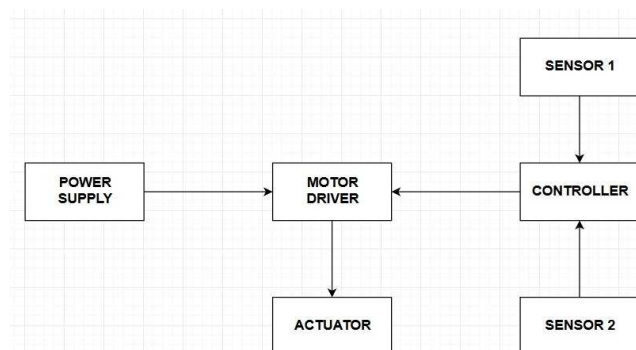 SENSOR 1
POWER
SUPPLY
MOTOR
DRIVER
CONTROLLER
ACTUATOR
SENSOR 2